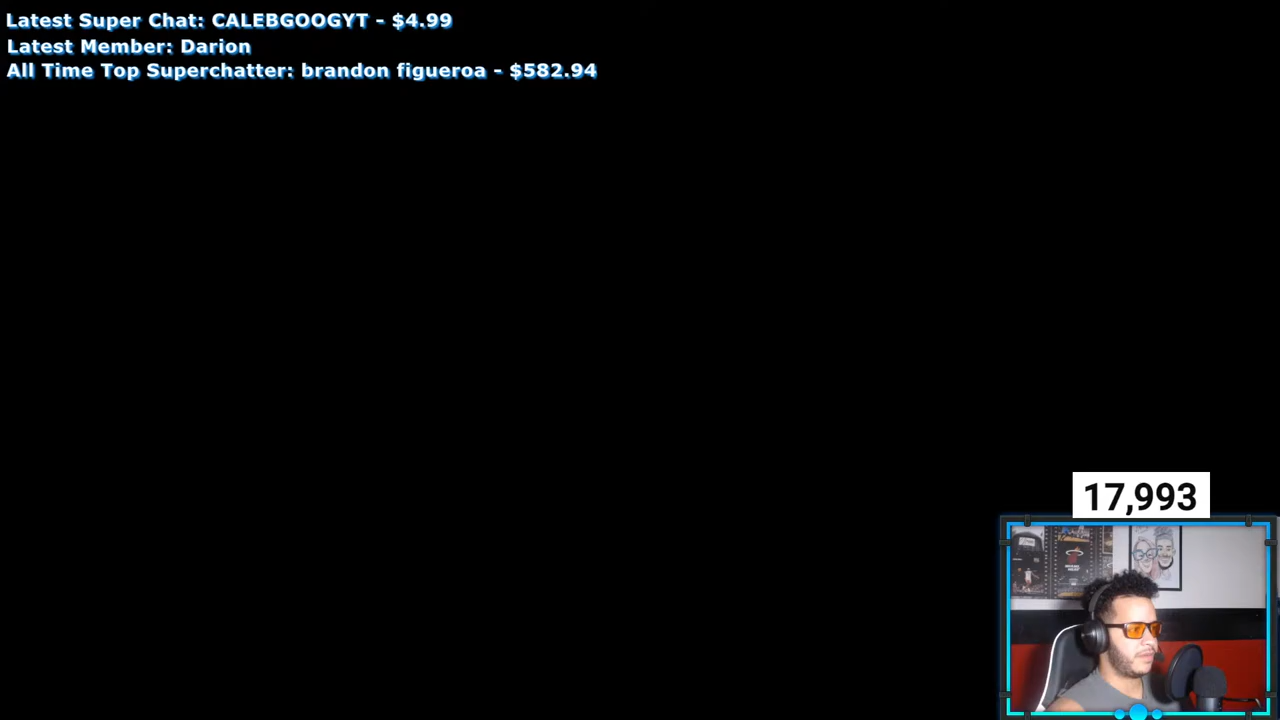 Latest Super Chat: CALEBGOOGYT - $4.99
Latest Member: Darion
All Time Top Superchatter: brandon figueroa - $582.94
17,993